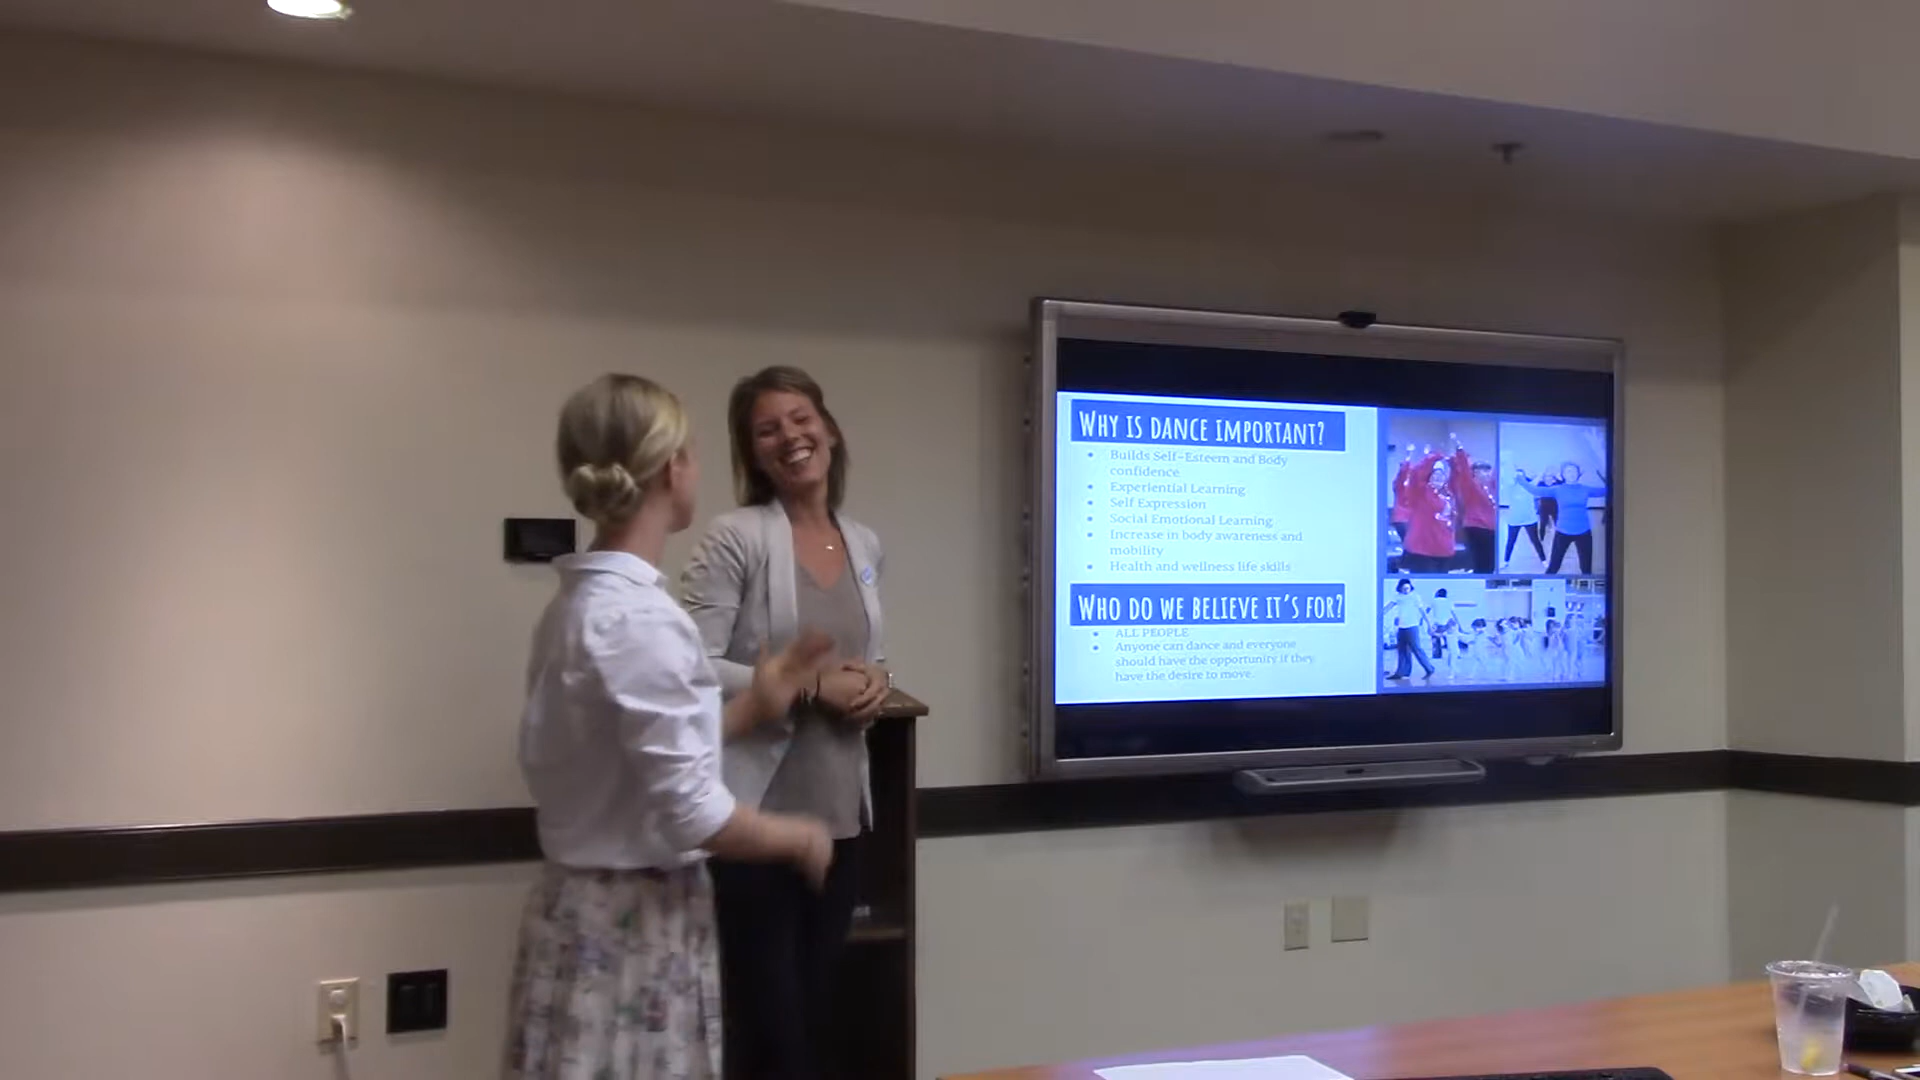 WHY IS DANCE IMPORTANT?
Builds Self-Esteem and Body
confidence
Experiential Learning
Self Expression
Social Emotional Learning
Increase in body awareness and
mobility
Health and wellness life skills
WHO DO WE BELIEVE IT'S FOR?
ALL PEOPLE
Anyone can dance and everyone
should have the opportunity if they
have the desire to move.